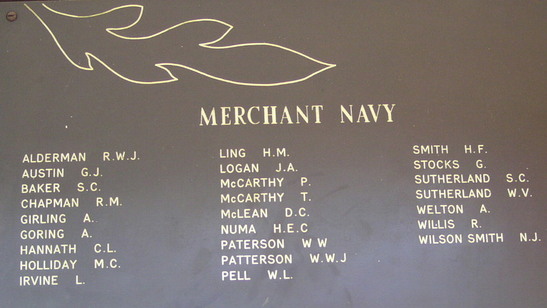 MERCHANT NAVY
ALDERMAN R.W.J.
AUSTIN G.J.
BAKER S.C.
CHAPMAN R.M.
GIRLING A.
GORING A.
HANNATH C.L.
HOLLIDAY M.C.
IRVINE L.
LING H.M.
LOGAN J.A.
McCARTHY P.
McCARTHY T.
McLEAN D.C.
NUMA H.E.C
PATERSON W W
PATTERSON W.W.J
PELL W.L.
SMITH H.F.
STOCKS G.
SUTHERLAND S.C.
SUTHERLAND W.V.
WELTON A.
WILLIS R.
WILSON SMITH N.J.